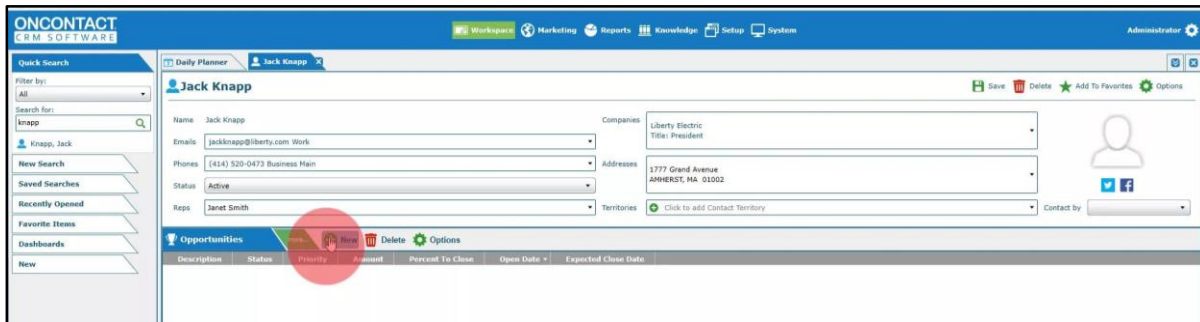 ONCONTACT
CRM SOFTWARE
Workspace Marketing Reports Knowledge Setup System
Administrator
Quick Search
Filter by:
All
Search for:
knapp
Knapp, Jack
New Search
Saved Searches
Recently Opened
Favorite Items
Dashboards
New
Daily Planner Jack Knapp X
Jack Knapp
Save Delete Add To Favorites Options
Name Jack Knapp
Emails jackknapp@liberty.com Work
Phones (414) 520-0473 Business Main
Status Active
Reps Janet Smith
Companies Liberty Electric
Title: President
Addresses 1777 Grand Avenue
AMHERST, MA 01002
Territories Click to add Contact Territory
Contact by
Opportunities New Delete Options
Description Status Priority Amount Percent To Close Open Date Expected Close Date